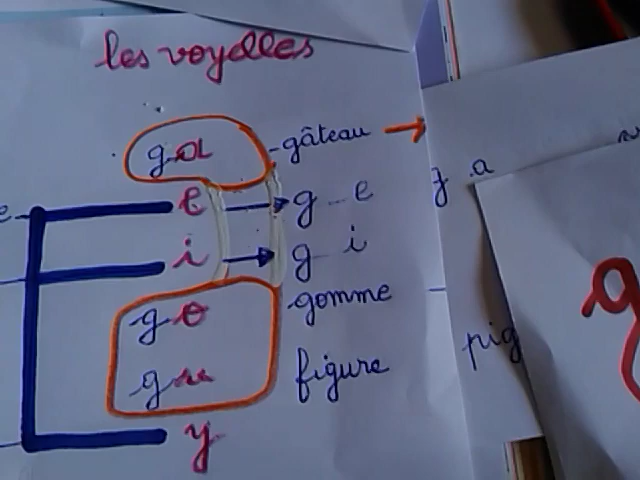 les voyelles
ga - gâteau →
e → g e
i → g i
go gomme
gu figure
y
g a
pig
g